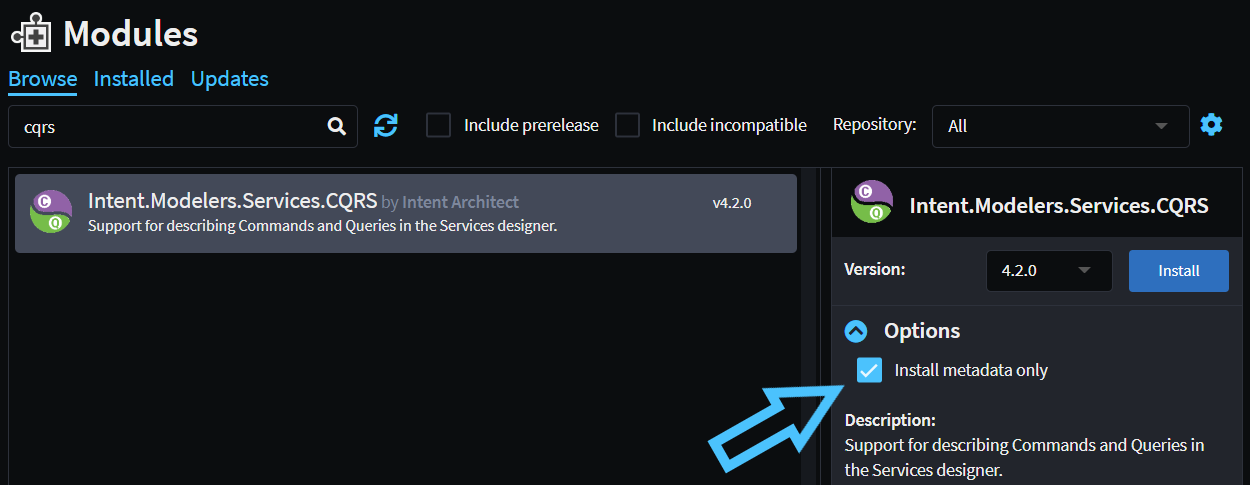 Modules
Browse Installed Updates
cqrs
Include prerelease
Include incompatible
Repository:
All
Intent.Modelers.Services.CQRS by Intent Architect
v4.2.0
Support for describing Commands and Queries in the Services designer.
C
Q
C
Q
Intent.Modelers.Services.CQRS
Version:
4.2.0
Install
Options
Install metadata only
Description:
Support for describing Commands and Queries in
the Services designer.